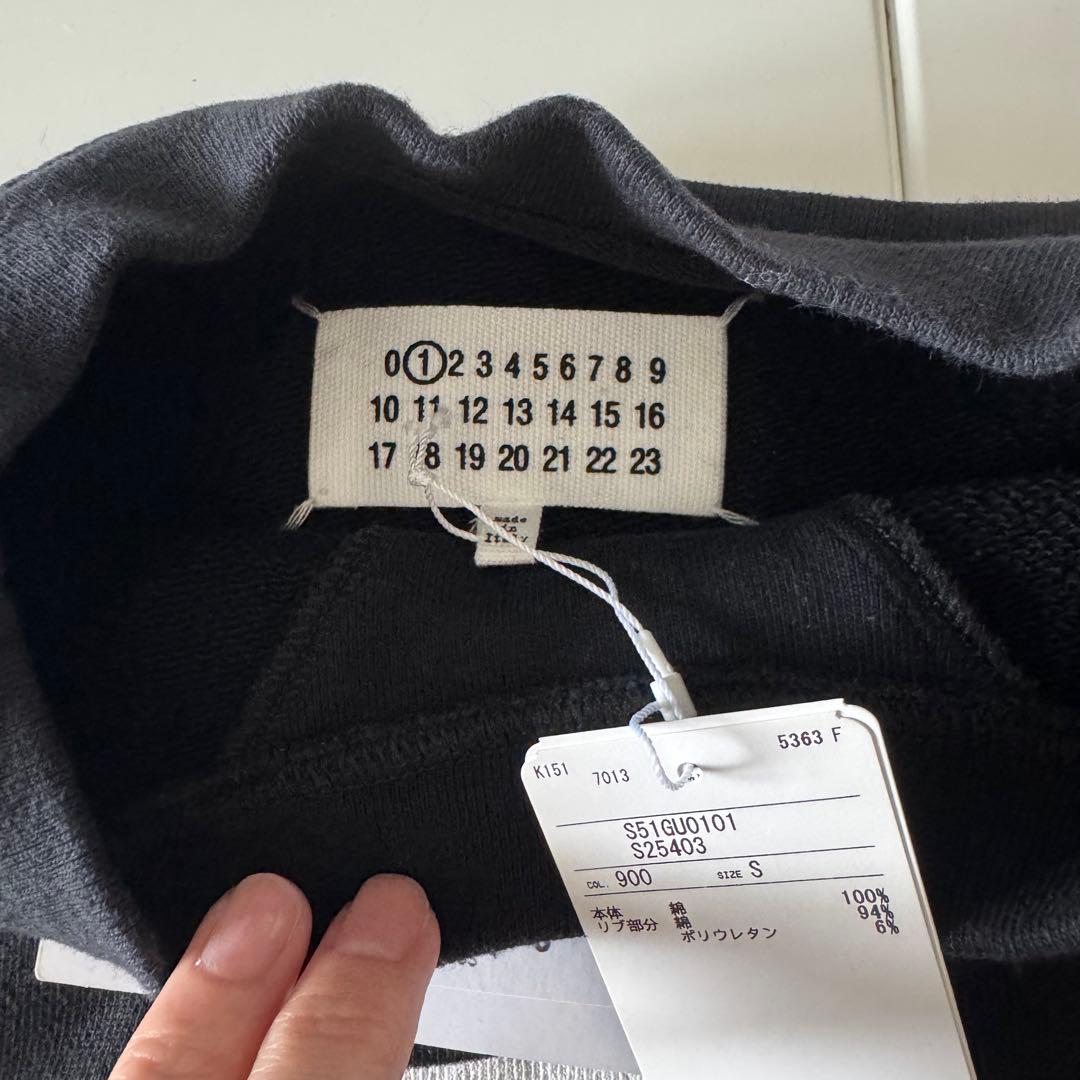 0 1 2 3 4 5 6 7 8 9
10 11 12 13 14 15 16
17 18 19 20 21 22 23
made
in
Italy
K151 7013 5363 F
S51GU0101
S25403
COL. 900 SIZE S
本体 綿 100%
リブ部分 綿 94%
ポリウレタン 6%